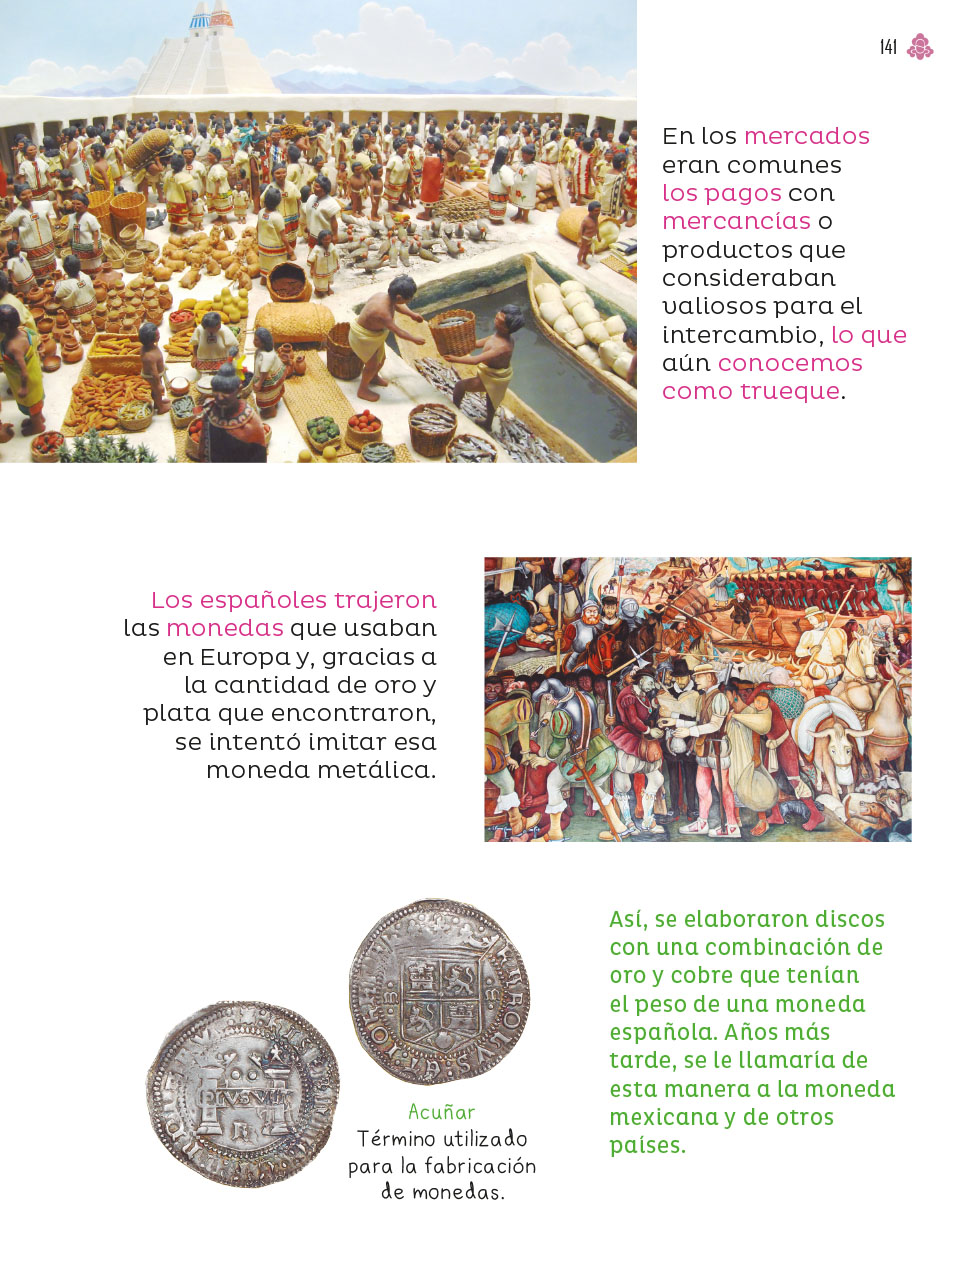 141
En los mercados
eran comunes
los pagos con
mercancías o
productos que
consideraban
valiosos para el
intercambio, lo que
aún conocemos
como trueque.
Los españoles trajeron
las monedas que usaban
en Europa y, gracias a
la cantidad de oro y
plata que encontraron,
se intentó imitar esa
moneda metálica.
Así, se elaboraron discos
con una combinación de
oro y cobre que tenían
el peso de una moneda
española. Años más
tarde, se le llamaría de
esta manera a la moneda
mexicana y de otros
países.
Acuñar
Término utilizado
para la fabricación
de monedas.